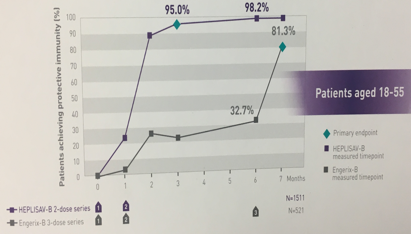 Patients achieving protective immunity [%]
100
90
80
70
60
50
40
30
20
10
0
95.0%
98.2%
81.3%
32.7%
0 1 2 3 4 5 6 7 Months
Patients aged 18-55
Primary endpoint
HEPLISAV-B
measured timepoint
Engerix-B
measured timepoint
HEPLISAV-B 2-dose series 1 2 N=1511
Engerix-B 3-dose series 1 2 3 N=521